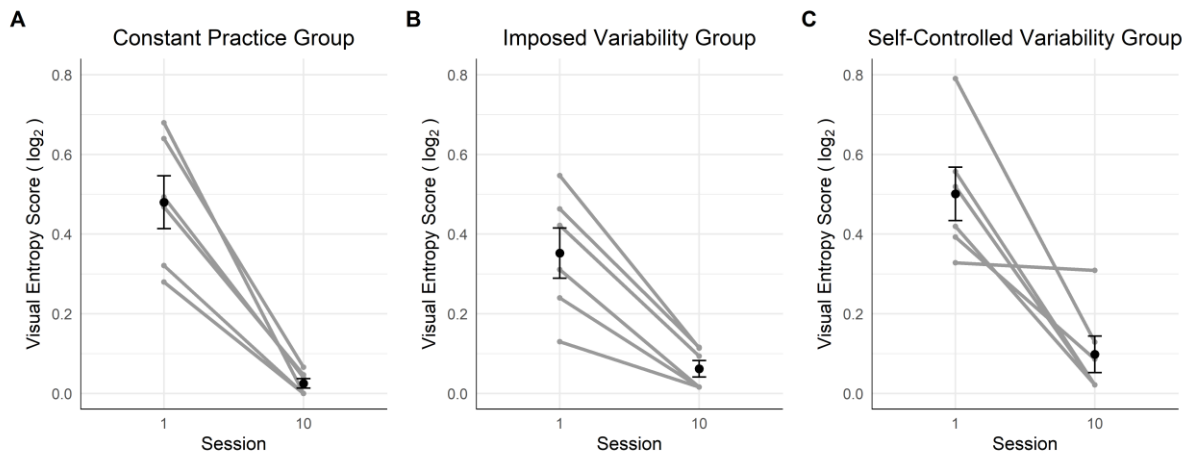 A
Constant Practice Group
Visual Entropy Score ( log₂ )
0.8
0.6
0.4
0.2
0.0
1
10
Session
B
Imposed Variability Group
Visual Entropy Score ( log₂ )
0.8
0.6
0.4
0.2
0.0
1
10
Session
C
Self-Controlled Variability Group
Visual Entropy Score ( log₂ )
0.8
0.6
0.4
0.2
0.0
1
10
Session